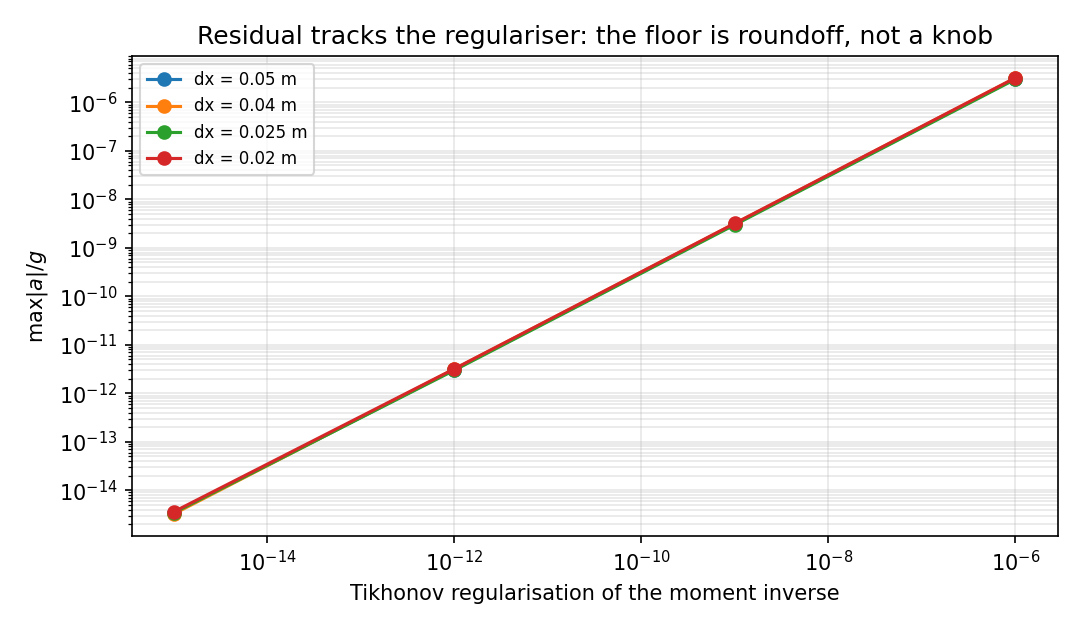 Residual tracks the regulariser: the floor is roundoff, not a knob
dx = 0.05 m
dx = 0.04 m
dx = 0.025 m
dx = 0.02 m
max|a|/g
10⁻⁶
10⁻⁷
10⁻⁸
10⁻⁹
10⁻¹⁰
10⁻¹¹
10⁻¹²
10⁻¹³
10⁻¹⁴
10⁻¹⁴ 10⁻¹² 10⁻¹⁰ 10⁻⁸ 10⁻⁶
Tikhonov regularisation of the moment inverse